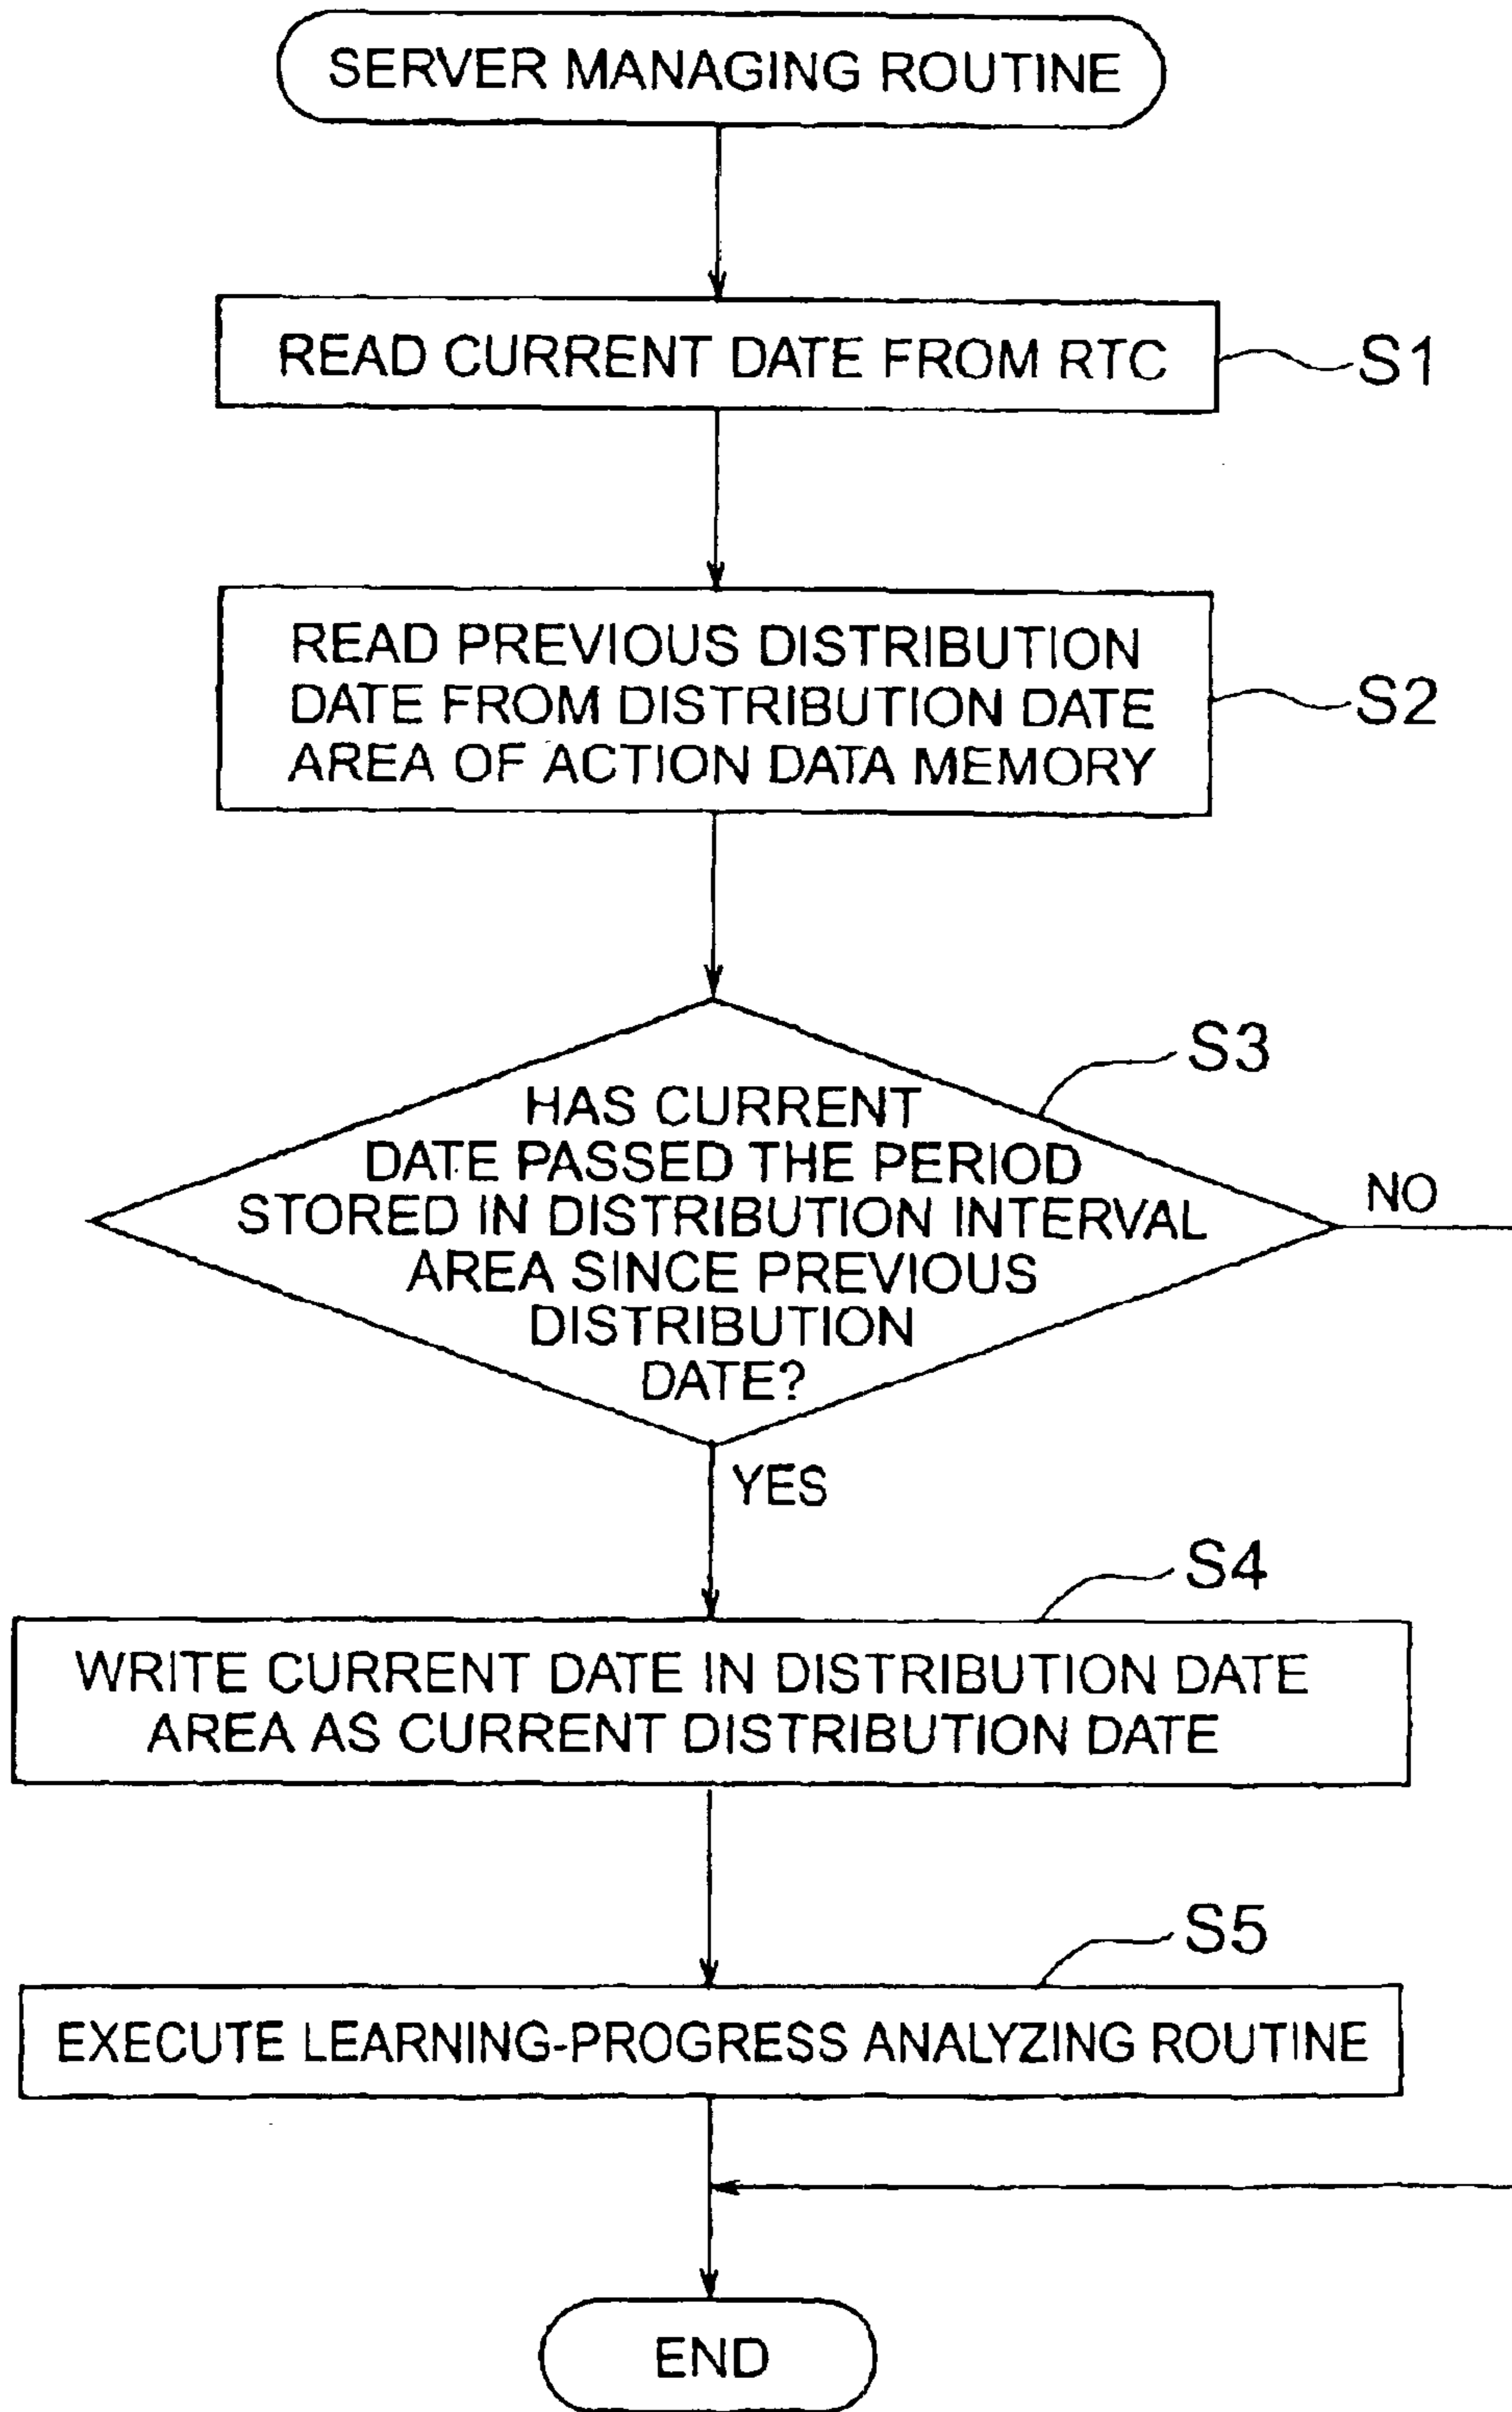 SERVER MANAGING ROUTINE
READ CURRENT DATE FROM RTC
S1
READ PREVIOUS DISTRIBUTION
DATE FROM DISTRIBUTION DATE
AREA OF ACTION DATA MEMORY
S2
S3
HAS CURRENT
DATE PASSED THE PERIOD
STORED IN DISTRIBUTION INTERVAL
AREA SINCE PREVIOUS
DISTRIBUTION
DATE?
NO
YES
S4
WRITE CURRENT DATE IN DISTRIBUTION DATE
AREA AS CURRENT DISTRIBUTION DATE
S5
EXECUTE LEARNING-PROGRESS ANALYZING ROUTINE
END